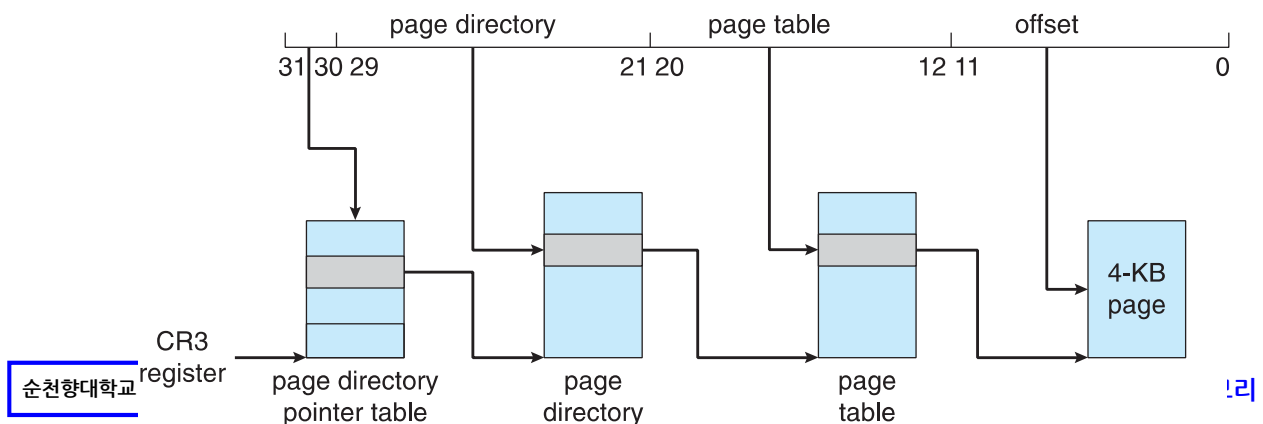 page directory page table offset
31 30 29 21 20 12 11 0
4-KB
page
CR3
register
순천향대학교
page directory
pointer table
page
directory
page
table
리